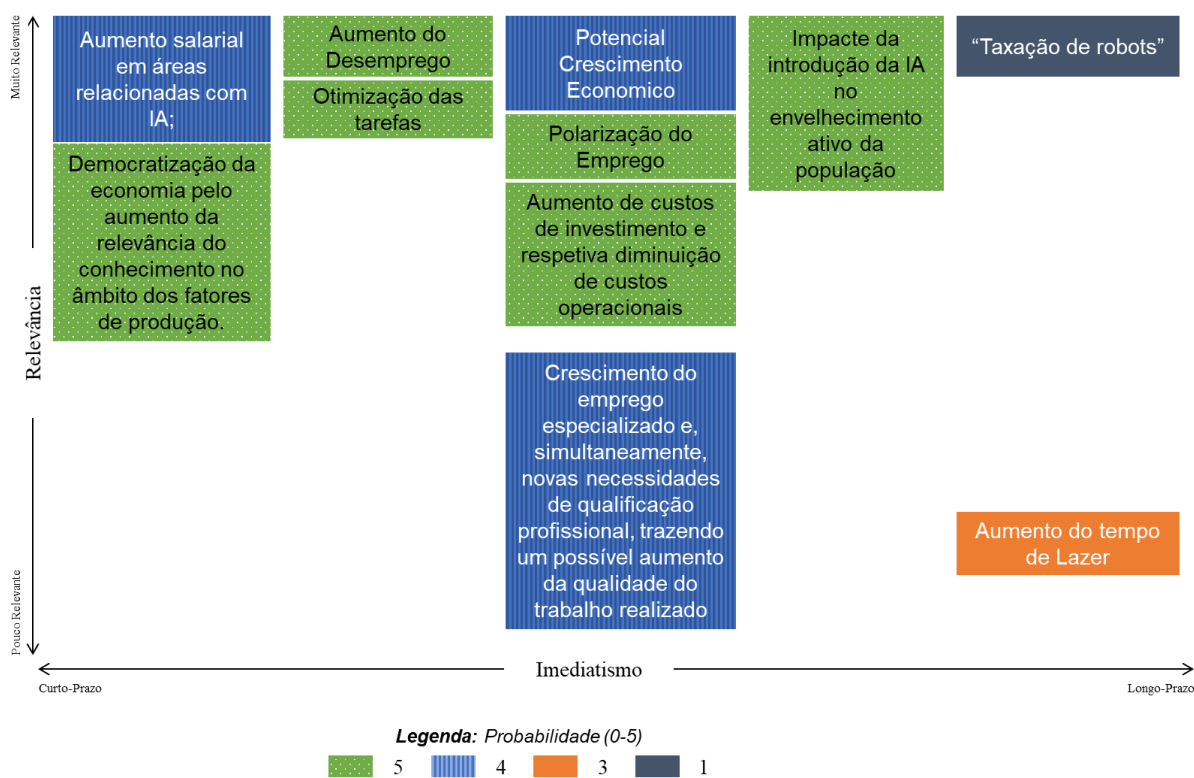 Muito Relevante
Relevância
Pouco Relevante
Aumento salarial
em áreas
relacionadas com
IA;
Democratização da
economia pelo
aumento da
relevância do
conhecimento no
âmbito dos fatores
de produção.
Aumento do
Desemprego
Otimização das
tarefas
Potencial
Crescimento
Economico
Polarização do
Emprego
Aumento de custos
de investimento e
respetiva diminuição
de custos
operacionais
Crescimento do
emprego
especializado e,
simultaneamente,
novas necessidades
de qualificação
profissional, trazendo
um possível aumento
da qualidade do
trabalho realizado
Impacte da
introdução da IA
no
envelhecimento
ativo da
população
“Taxação de robots”
Aumento do tempo
de Lazer
Imediatismo
Curto-Prazo
Longo-Prazo
Legenda: Probabilidade (0-5)
5 4 3 1